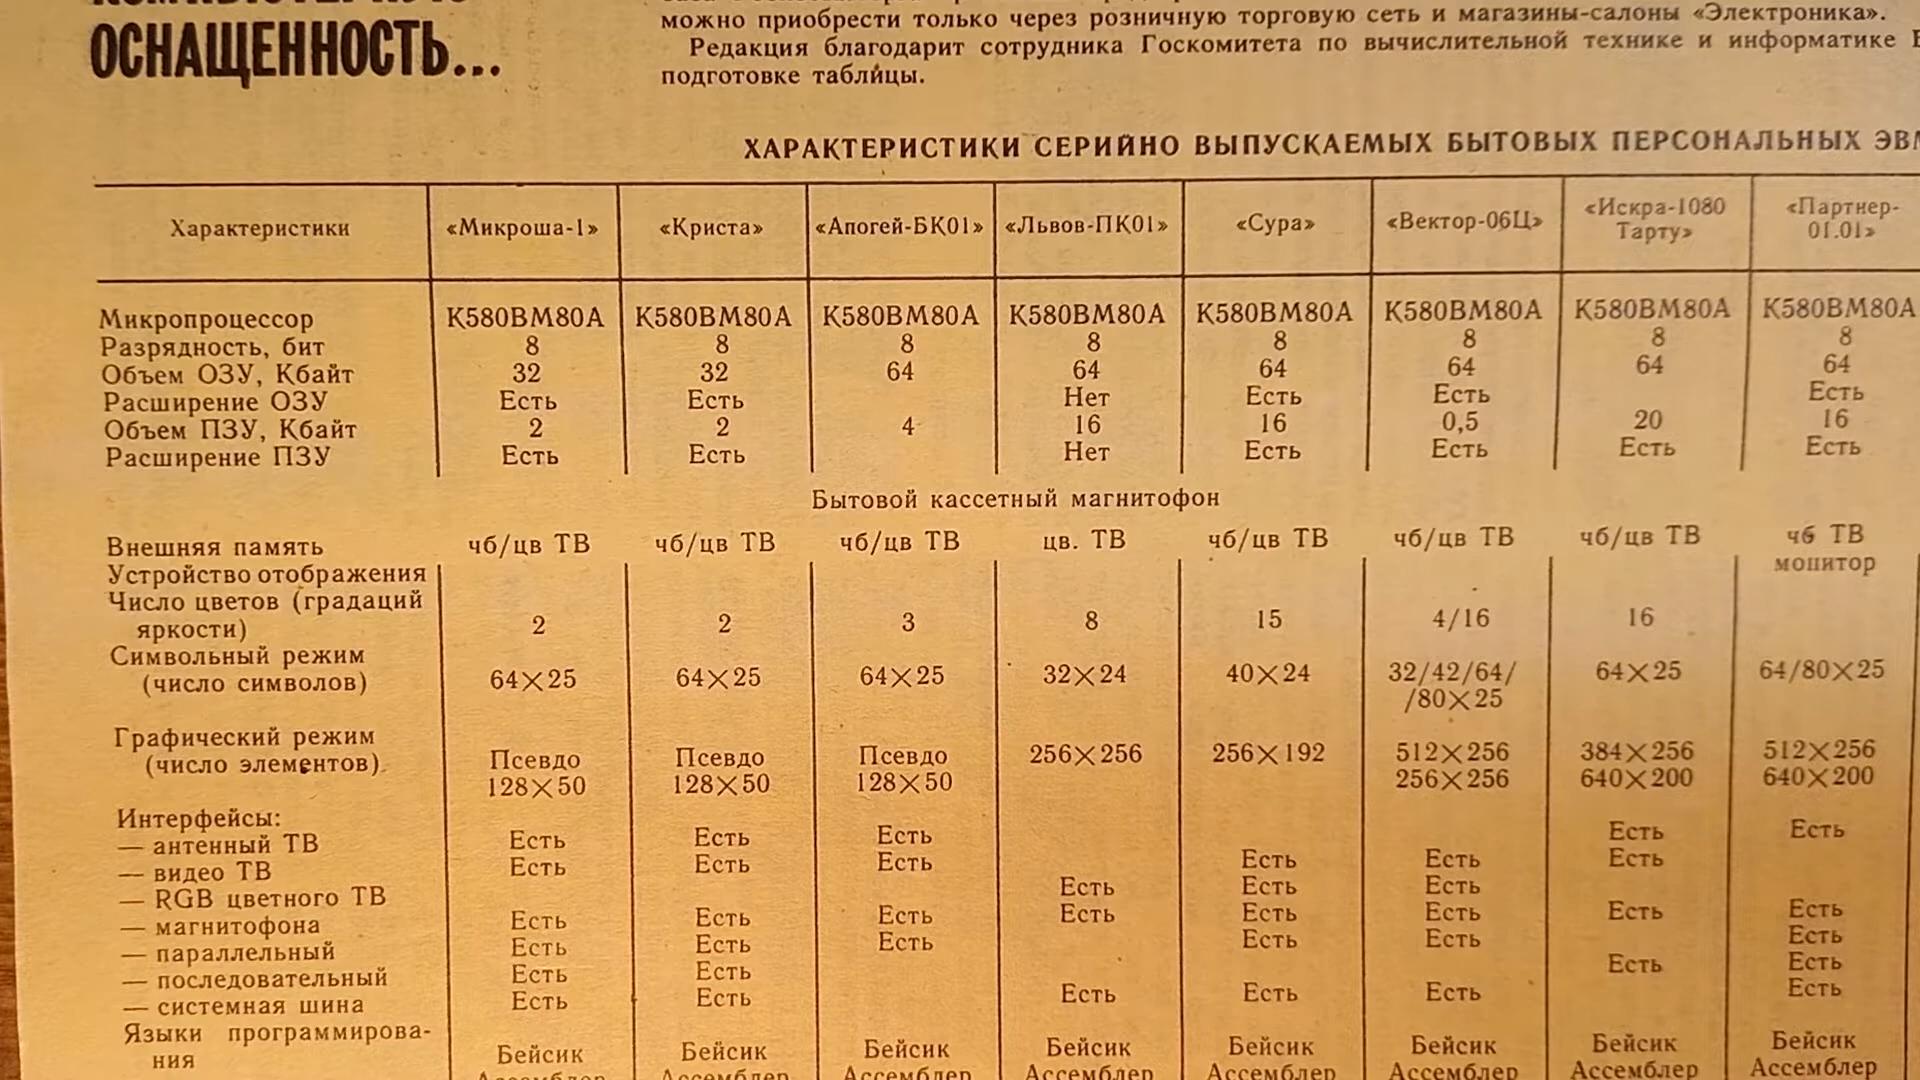 ОСНАЩЕННОСТЬ...
можно приобрести только через розничную торговую сеть и магазины-салоны «Электроника».
Редакция благодарит сотрудника Госкомитета по вычислительной технике и информатике
подготовке таблицы.
ХАРАКТЕРИСТИКИ СЕРИЙНО ВЫПУСКАЕМЫХ БЫТОВЫХ ПЕРСОНАЛЬНЫХ ЭВМ
Характеристики «Микроша-1» «Криста» «Апогей-БК01» «Львов-ПК01» «Сура» «Вектор-06Ц» «Искра-1080 Тарту» «Партнер-01.01»
Микропроцессор К580ВМ80А К580ВМ80А К580ВМ80А К580ВМ80А К580ВМ80А К580ВМ80А К580ВМ80А К580ВМ80А
Разрядность, бит 8 8 8 8 8 8 8 8
Объем ОЗУ, Кбайт 32 32 64 64 64 64 64 64
Расширение ОЗУ Есть Есть Нет Есть Есть Есть
Объем ПЗУ, Кбайт 2 2 4 16 16 0,5 20 16
Расширение ПЗУ Есть Есть Нет Есть Есть Есть Есть
Бытовой кассетный магнитофон
Внешняя память чб/цв ТВ чб/цв ТВ чб/цв ТВ цв. ТВ чб/цв ТВ чб/цв ТВ чб/цв ТВ чб ТВ
Устройство отображения монитор
Число цветов (градаций
яркости) 2 2 3 8 15 4/16 16
Символьный режим
(число символов) 64×25 64×25 64×25 32×24 40×24 32/42/64/ 64×25 64/80×25
/80×25
Графический режим
(число элементов) Псевдо Псевдо Псевдо 256×256 256×192 512×256 384×256 512×256
128×50 128×50 128×50 256×256 640×200 640×200
Интерфейсы:
— антенный ТВ Есть Есть Есть Есть Есть
— видео ТВ Есть Есть Есть Есть Есть Есть
— RGB цветного ТВ Есть Есть Есть
— магнитофона Есть Есть Есть Есть Есть Есть Есть Есть
— параллельный Есть Есть Есть Есть Есть Есть
— последовательный Есть Есть Есть Есть
— системная шина Есть Есть Есть Есть Есть Есть
Языки программирова-
ния Бейсик Бейсик Бейсик Бейсик Бейсик Бейсик Бейсик Бейсик
Ассемблер Ассемблер Ассемблер Ассемблер Ассемблер Ассемблер Ассемблер Ассемблер